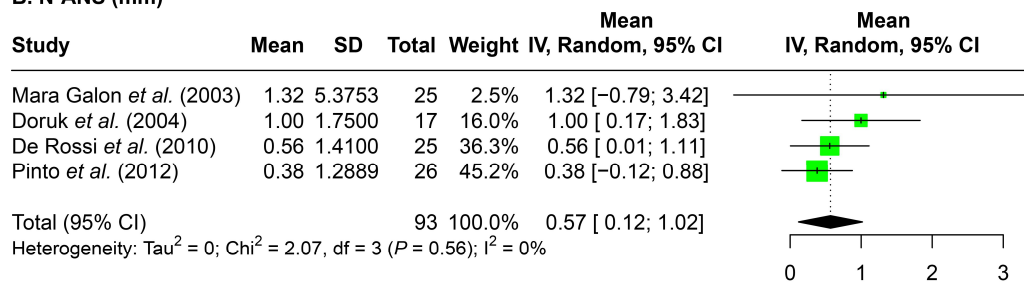 B. N-ANS (mm)
Mean Mean
Study Mean SD Total Weight IV, Random, 95% CI IV, Random, 95% CI
Mara Galon et al. (2003) 1.32 5.3753 25 2.5% 1.32 [−0.79; 3.42]
Doruk et al. (2004) 1.00 1.7500 17 16.0% 1.00 [ 0.17; 1.83]
De Rossi et al. (2010) 0.56 1.4100 25 36.3% 0.56 [ 0.01; 1.11]
Pinto et al. (2012) 0.38 1.2889 26 45.2% 0.38 [−0.12; 0.88]
Total (95% CI) 93 100.0% 0.57 [ 0.12; 1.02]
Heterogeneity: Tau² = 0; Chi² = 2.07, df = 3 (P = 0.56); I² = 0%
0 1 2 3